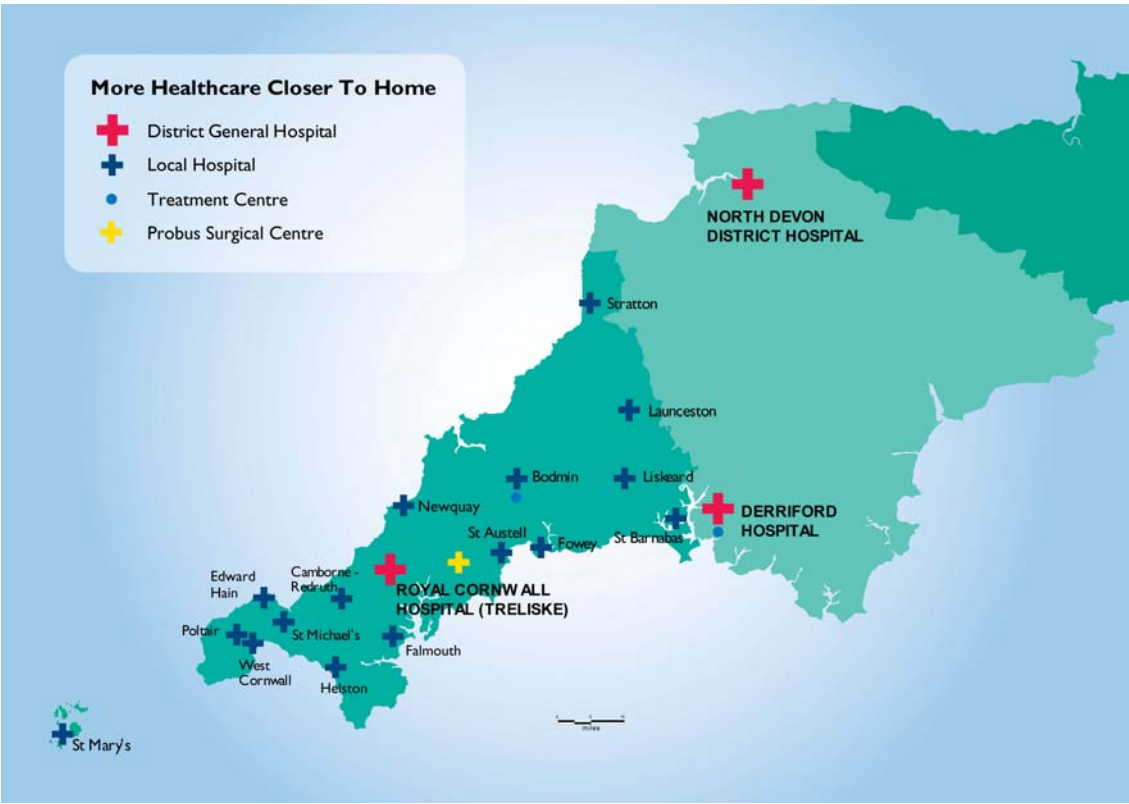 More Healthcare Closer To Home
District General Hospital
Local Hospital
Treatment Centre
Probus Surgical Centre
NORTH DEVON
DISTRICT HOSPITAL
Stratton
Launceston
Bodmin
Liskeard
Newquay
DERRIFORD
HOSPITAL
St Austell
Fowey
St Barnabas
Edward
Hain
Camborne -
Redruth
ROYAL CORNWALL
HOSPITAL (TRELISKE)
Poltair
St Michael's
Falmouth
West
Cornwall
Helston
St Mary's
miles